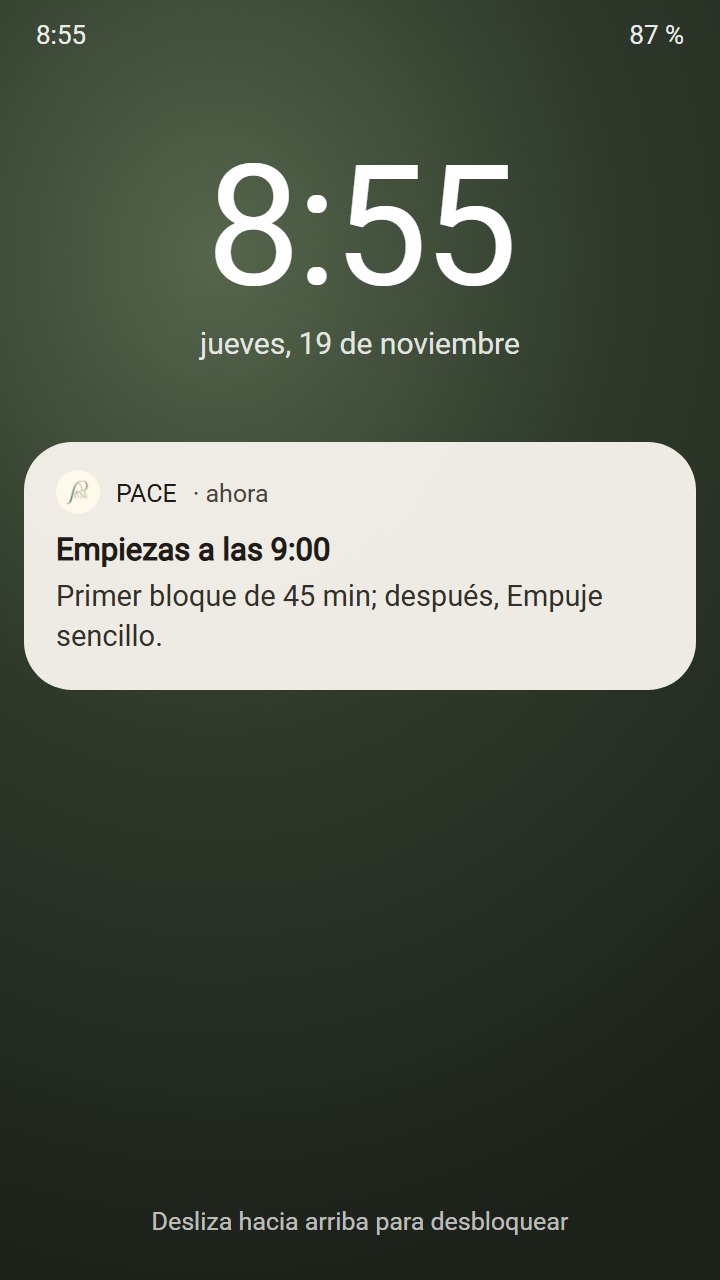 8:55
87 %
8:55
jueves, 19 de noviembre
PACE · ahora
Empiezas a las 9:00
Primer bloque de 45 min; después, Empuje
sencillo.
Desliza hacia arriba para desbloquear